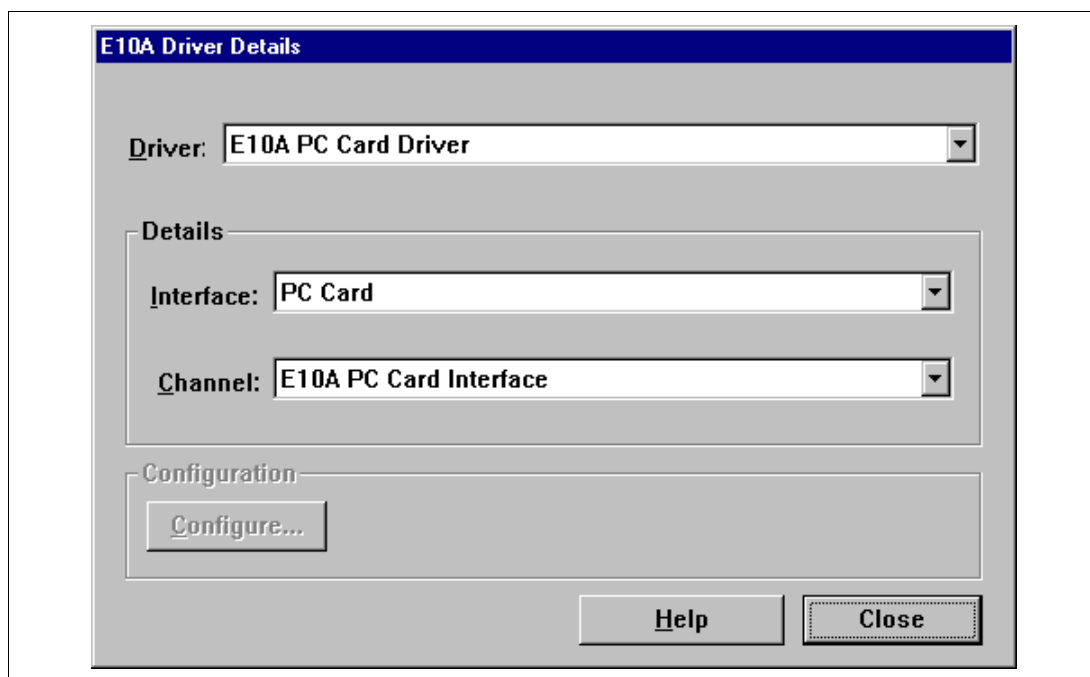 E10A Driver Details
Driver: E10A PC Card Driver
Details
Interface: PC Card
Channel: E10A PC Card Interface
Configuration
Configure...
Help Close